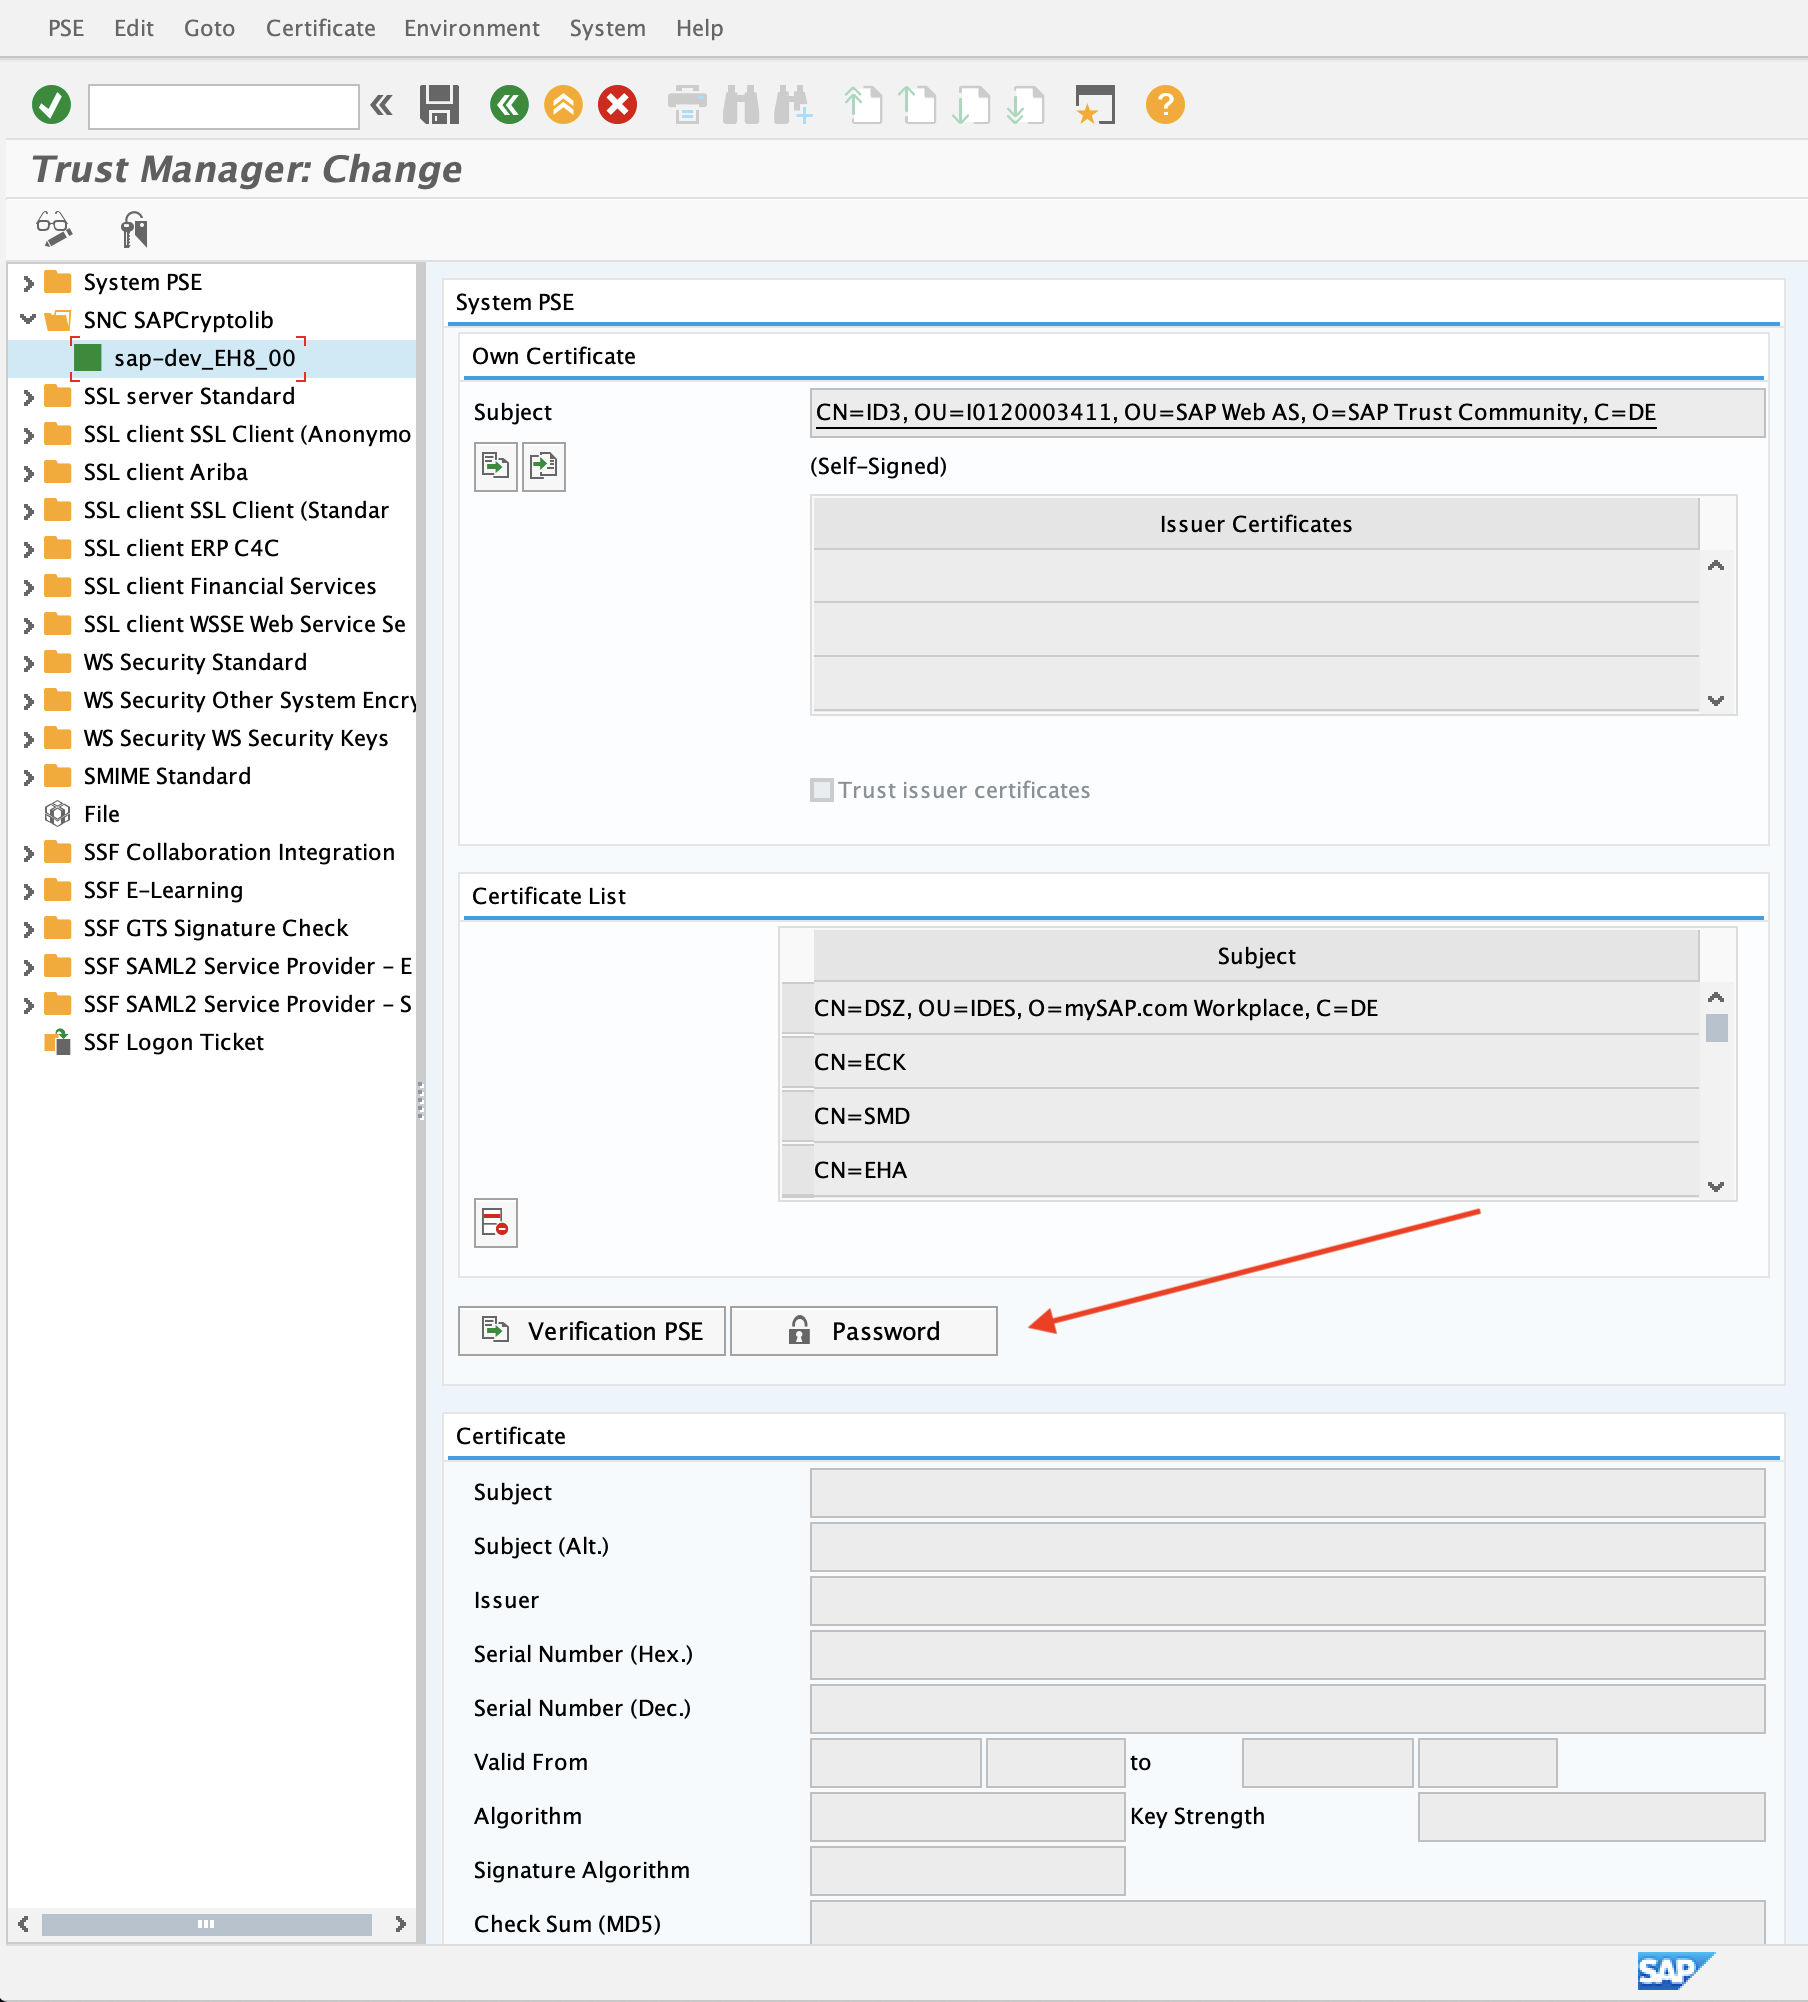 PSE Edit Goto Certificate Environment System Help
Trust Manager: Change
System PSE
SNC SAPCryptolib
sap-dev_EH8_00
SSL server Standard
SSL client SSL Client (Anonymo
SSL client Ariba
SSL client SSL Client (Standar
SSL client ERP C4C
SSL client Financial Services
SSL client WSSE Web Service Se
WS Security Standard
WS Security Other System Encry
WS Security WS Security Keys
SMIME Standard
File
SSF Collaboration Integration
SSF E-Learning
SSF GTS Signature Check
SSF SAML2 Service Provider - E
SSF SAML2 Service Provider - S
SSF Logon Ticket
System PSE
Own Certificate
Subject CN=ID3, OU=I0120003411, OU=SAP Web AS, O=SAP Trust Community, C=DE
(Self-Signed)
Issuer Certificates
Trust issuer certificates
Certificate List
Subject
CN=DSZ, OU=IDES, O=mySAP.com Workplace, C=DE
CN=ECK
CN=SMD
CN=EHA
Verification PSE Password
Certificate
Subject
Subject (Alt.)
Issuer
Serial Number (Hex.)
Serial Number (Dec.)
Valid From to
Algorithm Key Strength
Signature Algorithm
Check Sum (MD5)
SAP